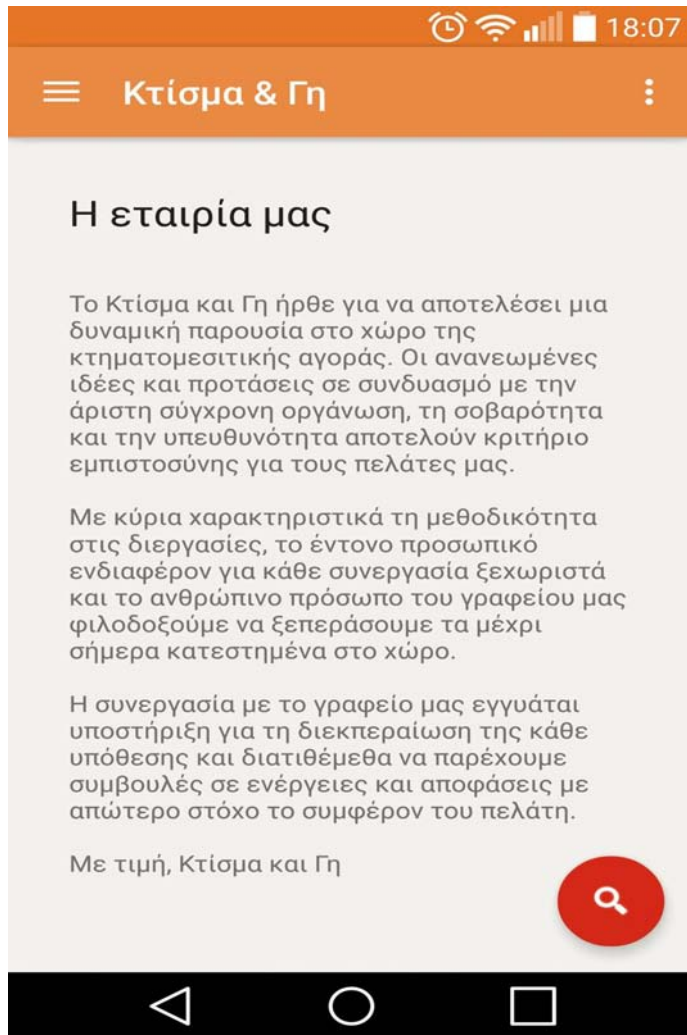 18:07
Κτίσμα & Γη
Η εταιρία μας
Το Κτίσμα και Γη ήρθε για να αποτελέσει μια
δυναμική παρουσία στο χώρο της
κτηματομεσιτικής αγοράς. Οι ανανεωμένες
ιδέες και προτάσεις σε συνδυασμό με την
άριστη σύγχρονη οργάνωση, τη σοβαρότητα
και την υπευθυνότητα αποτελούν κριτήριο
εμπιστοσύνης για τους πελάτες μας.
Με κύρια χαρακτηριστικά τη μεθοδικότητα
στις διεργασίες, το έντονο προσωπικό
ενδιαφέρον για κάθε συνεργασία ξεχωριστά
και το ανθρώπινο πρόσωπο του γραφείου μας
φιλοδοξούμε να ξεπεράσουμε τα μέχρι
σήμερα κατεστημένα στο χώρο.
Η συνεργασία με το γραφείο μας εγγυάται
υποστήριξη για τη διεκπεραίωση της κάθε
υπόθεσης και διατιθέμεθα να παρέχουμε
συμβουλές σε ενέργειες και αποφάσεις με
απώτερο στόχο το συμφέρον του πελάτη.
Με τιμή, Κτίσμα και Γη